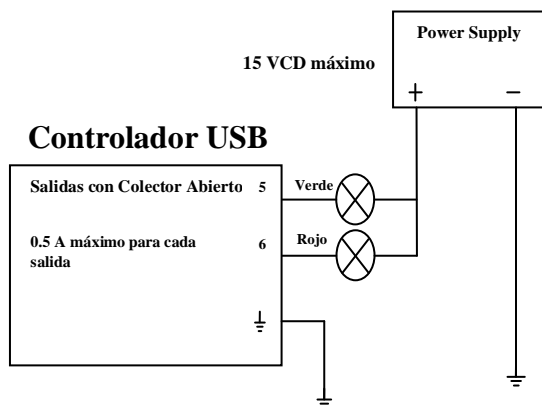 Power Supply
15 VCD máximo
+ −
Controlador USB
Salidas con Colector Abierto 5 Verde
0.5 A máximo para cada 6 Rojo
salida